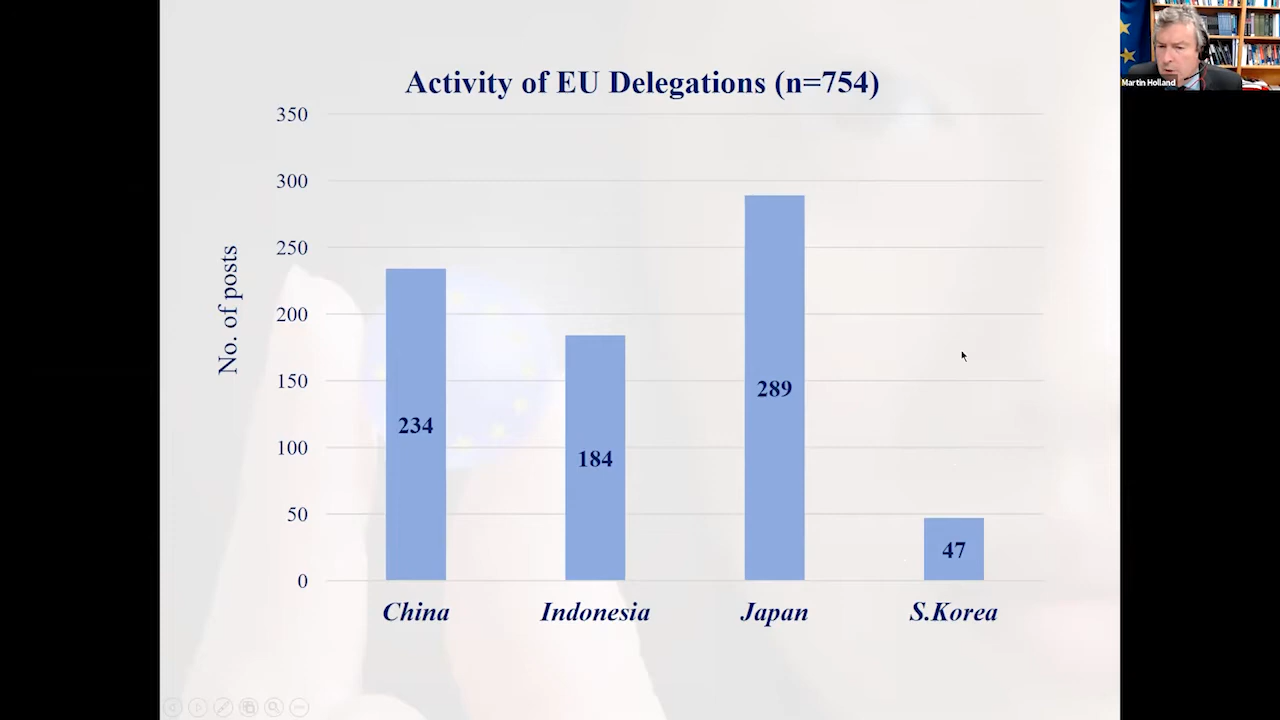 Activity of EU Delegations (n=754)
350
300
250
200
150
100
50
0
No. of posts
234
184
289
47
China
Indonesia
Japan
S.Korea
Martin Holland